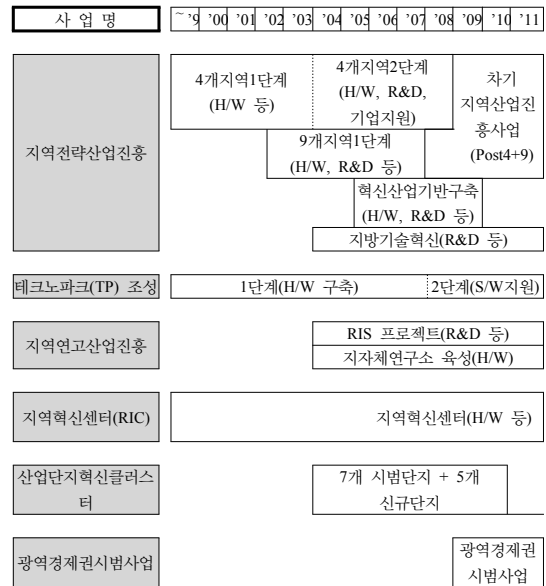 사 업 명
~'9 '00 '01 '02 '03 '04 '05 '06 '07 '08 '09 '10 '11
지역전략산업진흥
4개지역1단계
(H/W 등)
4개지역2단계
(H/W, R&D,
기업지원)
차기
지역산업진
흥사업
(Post4+9)
9개지역1단계
(H/W, R&D 등)
혁신산업기반구축
(H/W, R&D 등)
지방기술혁신(R&D 등)
테크노파크(TP) 조성
1단계(H/W 구축)
2단계(S/W지원)
지역연고산업진흥
RIS 프로젝트(R&D 등)
지자체연구소 육성(H/W)
지역혁신센터(RIC)
지역혁신센터(H/W 등)
산업단지혁신클러스
터
7개 시범단지 + 5개
신규단지
광역경제권시범사업
광역경제권
시범사업